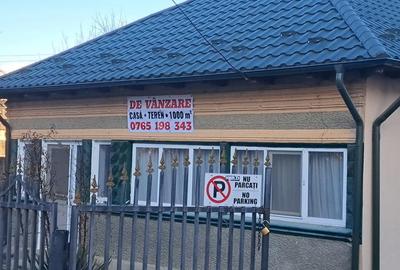 DE VÂNZARE
CASĂ • TEREN • 1000 m²
0765 198 343
P
NU
PARCAȚI
NO
PARKING